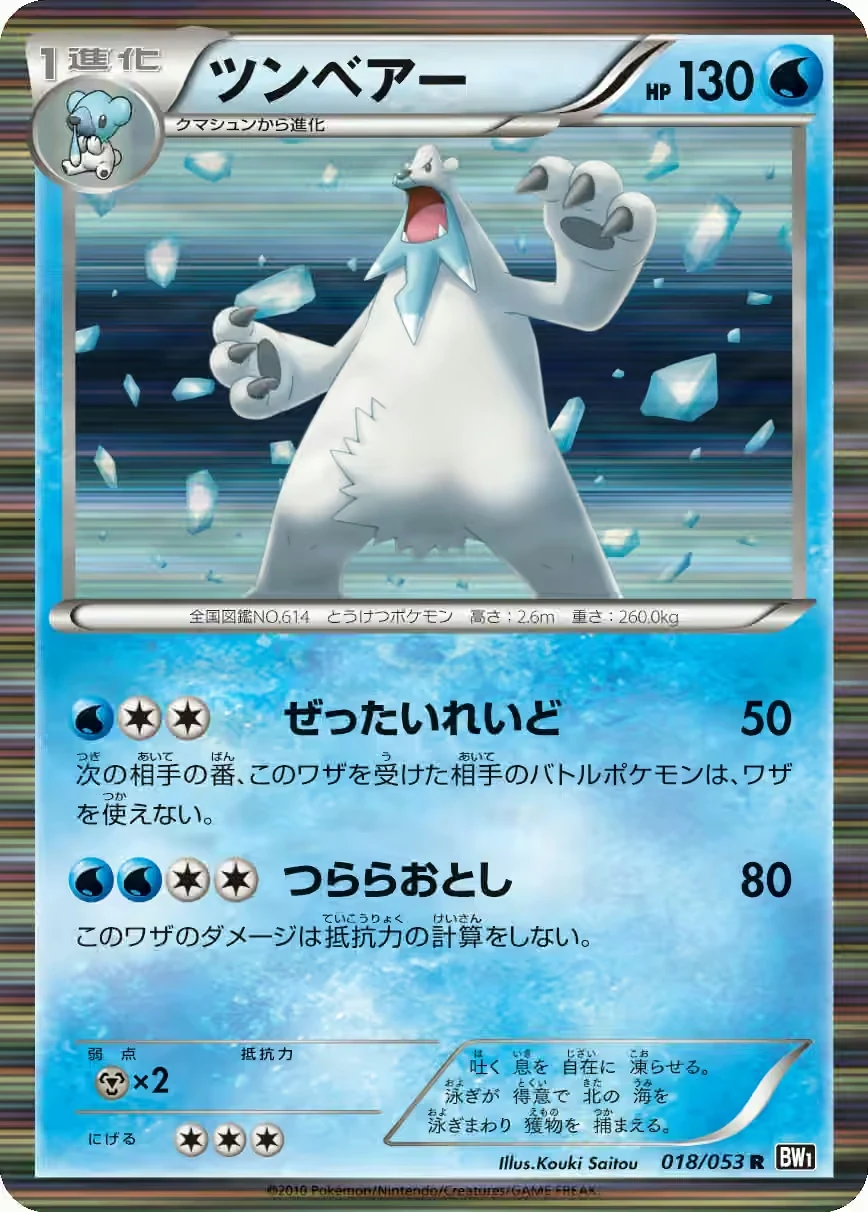 1進化
ツンベアー
HP 130
クマシュンから進化
全国図鑑NO.614 とうけつポケモン 高さ：2.6m 重さ：260.0kg
ぜったいれいど 50
次の相手の番、このワザを受けた相手のバトルポケモンは、ワザ
を使えない。
つららおとし 80
このワザのダメージは抵抗力の計算をしない。
弱点 抵抗力
×2
にげる
吐く 息を 自在に 凍らせる。
泳ぎが 得意で 北の 海を
泳ぎまわり 獲物を 捕まえる。
Illus.Kouki Saitou 018/053 R BW1
©2010 Pokémon/Nintendo/Creatures/GAME FREAK.